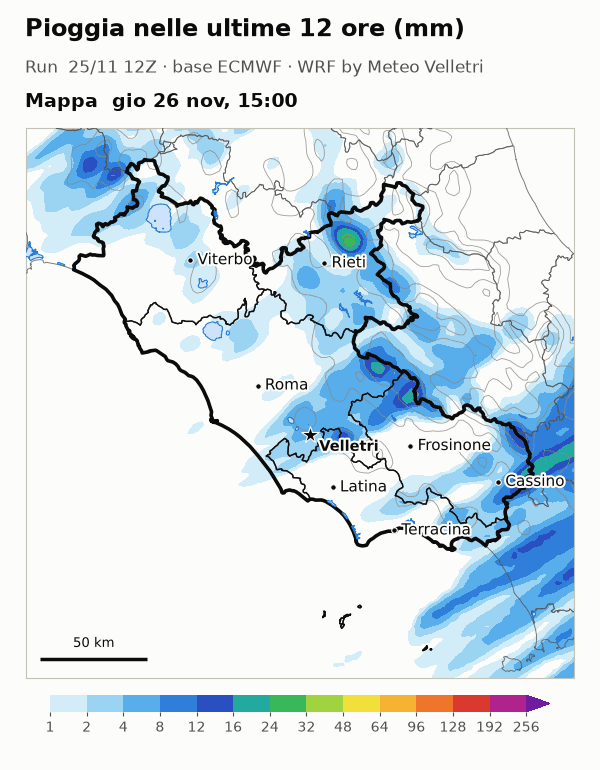 Pioggia nelle ultime 12 ore (mm)
Run  25/11 12Z · base ECMWF · WRF by Meteo Velletri
Mappa  gio 26 nov, 15:00
Viterbo
Rieti
Roma
Velletri
Frosinone
Latina
Cassino
Terracina
50 km
1 2 4 8 12 16 24 32 48 64 96 128 192 256